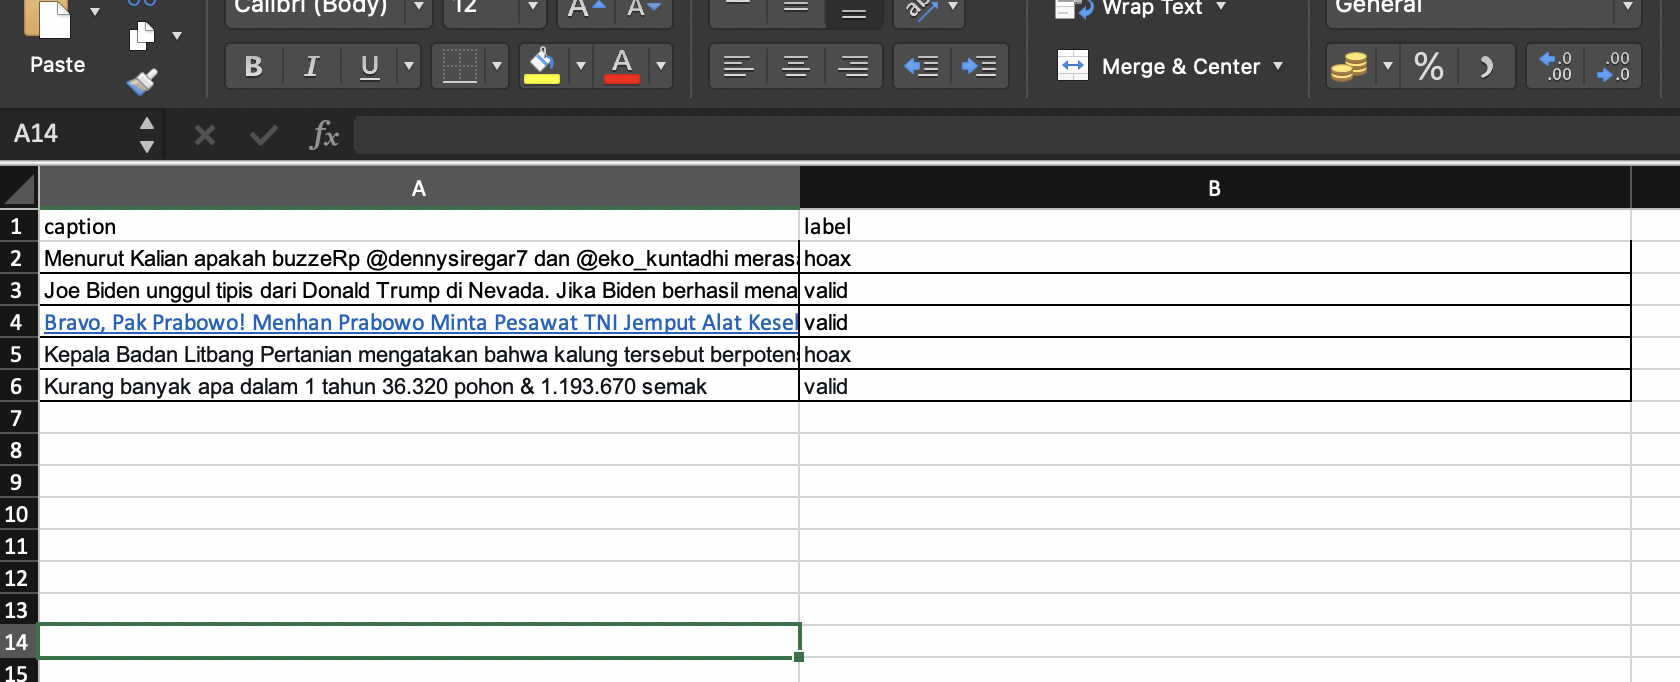 Calibri (Body) 12 A A Wrap Text General
Paste B I U A Merge & Center % .0 .00 .00 .0
A14 fx
A B
1 caption label
2 Menurut Kalian apakah buzzeRp @dennysiregar7 dan @eko_kuntadhi meras hoax
3 Joe Biden unggul tipis dari Donald Trump di Nevada. Jika Biden berhasil mena valid
4 Bravo, Pak Prabowo! Menhan Prabowo Minta Pesawat TNI Jemput Alat Kesel valid
5 Kepala Badan Litbang Pertanian mengatakan bahwa kalung tersebut berpoten hoax
6 Kurang banyak apa dalam 1 tahun 36.320 pohon & 1.193.670 semak valid
7
8
9
10
11
12
13
14
15